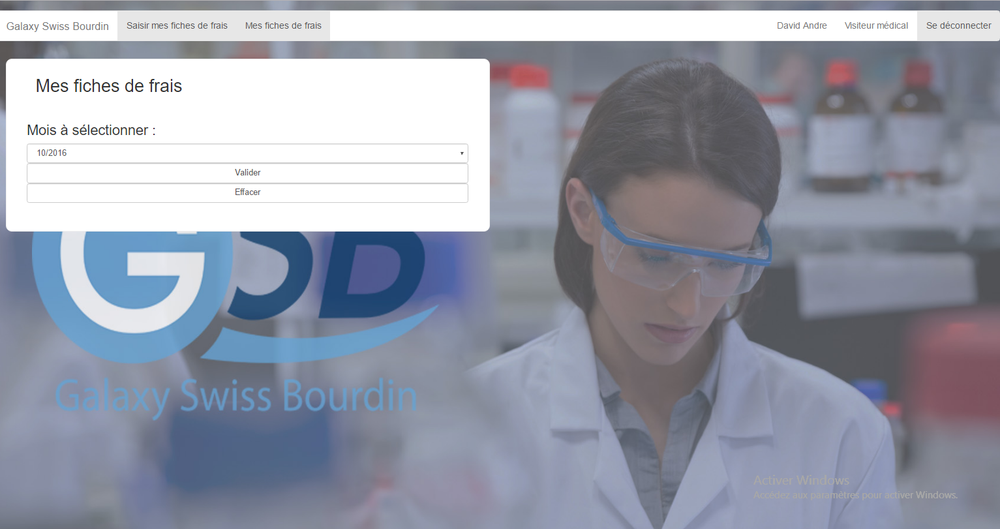 Galaxy Swiss Bourdin Saisir mes fiches de frais Mes fiches de frais David Andre Visiteur médical Se déconnecter
Mes fiches de frais
Mois à sélectionner :
10/2016
Valider
Effacer
GSB
Galaxy Swiss Bourdin
Activer Windows
Accédez aux paramètres pour activer Windows.